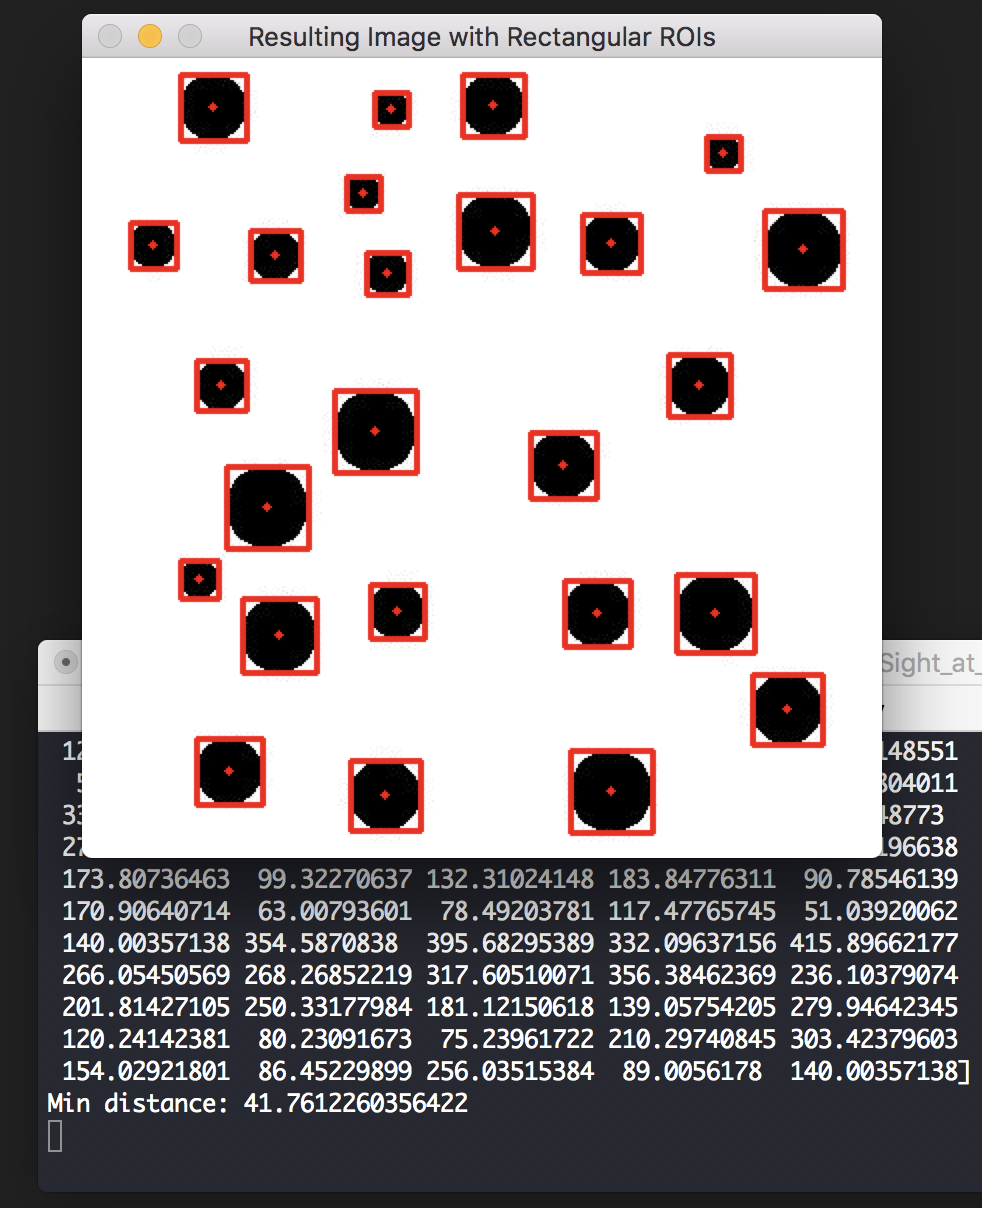 Resulting Image with Rectangular ROIs
Sight_at_
12 148551
5 304011
33 48773
27 196638
173.80736463 99.32270637 132.31024148 183.84776311 90.78546139
170.90640714 63.00793601 78.49203781 117.47765745 51.03920062
140.00357138 354.5870838 395.68295389 332.09637156 415.89662177
266.05450569 268.26852219 317.60510071 356.38462369 236.10379074
201.81427105 250.33177984 181.12150618 139.05754205 279.94642345
120.24142381 80.23091673 75.23961722 210.29740845 303.42379603
154.02921801 86.45229899 256.03515384 89.0056178 140.00357138]
Min distance: 41.7612260356422